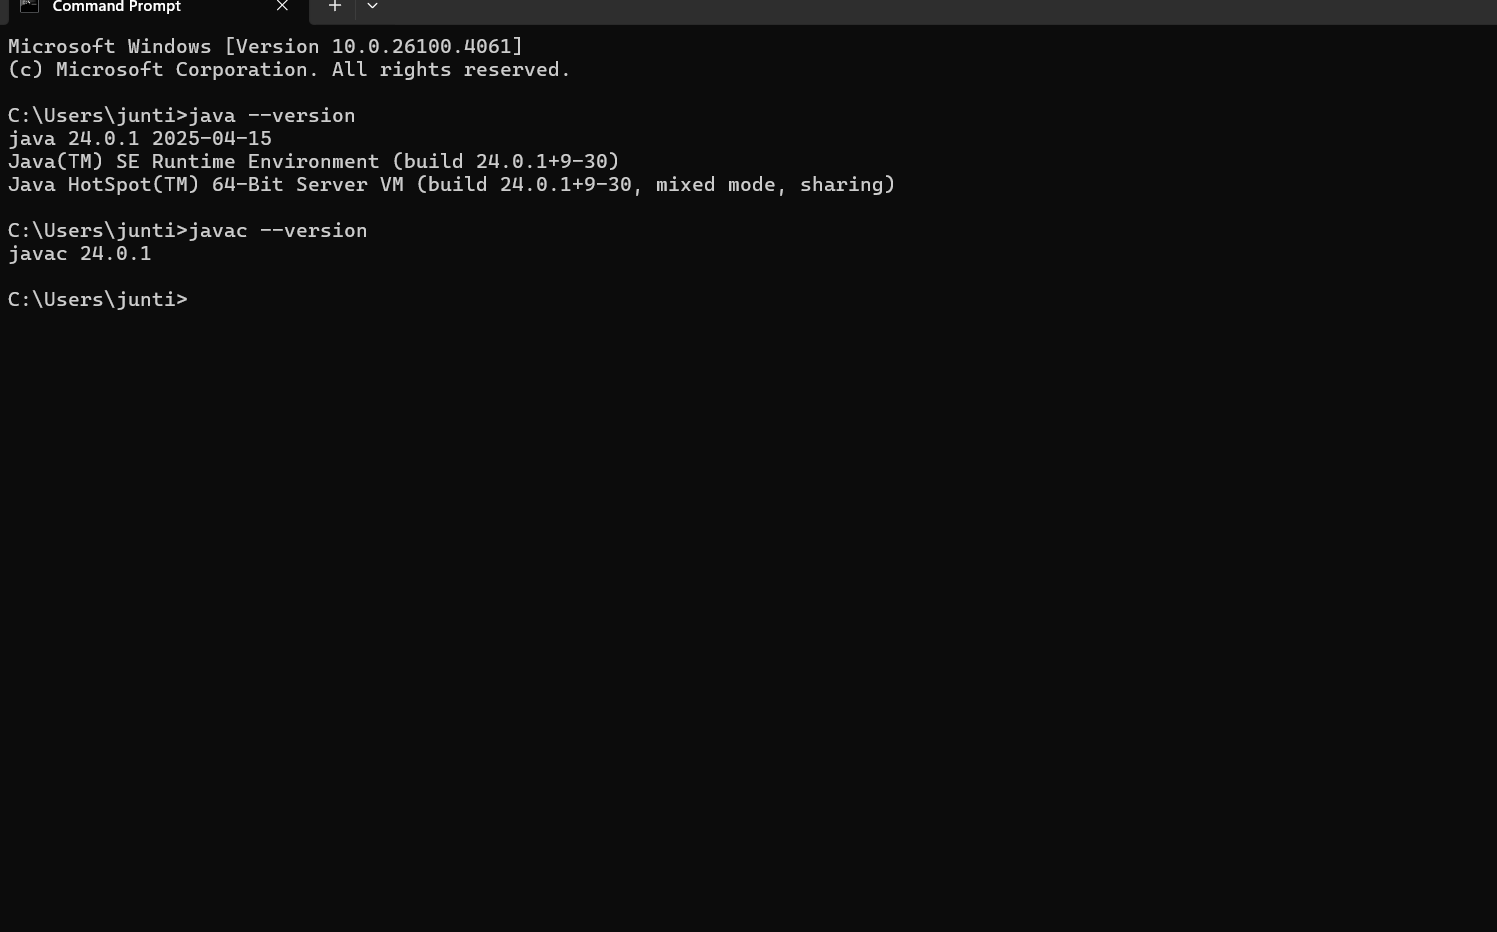 Command Prompt
Microsoft Windows [Version 10.0.26100.4061]
(c) Microsoft Corporation. All rights reserved.
C:\Users\junti>java --version
java 24.0.1 2025-04-15
Java(TM) SE Runtime Environment (build 24.0.1+9-30)
Java HotSpot(TM) 64-Bit Server VM (build 24.0.1+9-30, mixed mode, sharing)
C:\Users\junti>javac --version
javac 24.0.1
C:\Users\junti>